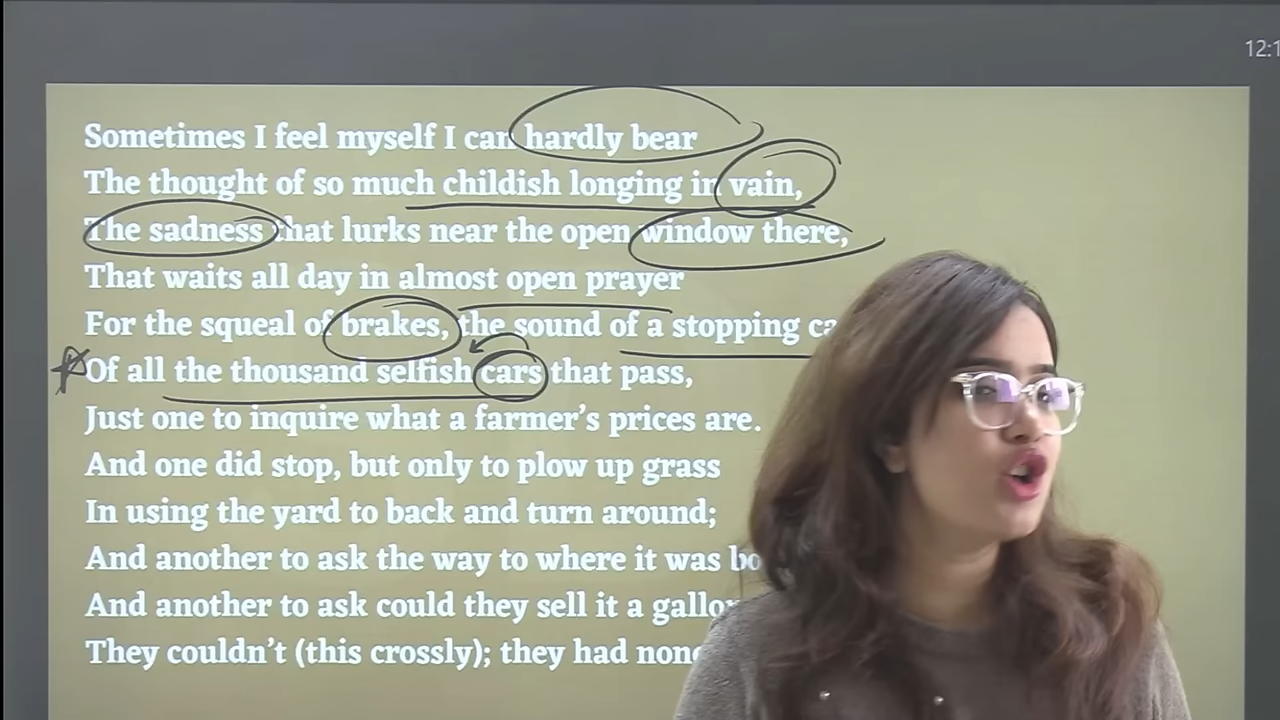 12:1
Sometimes I feel myself I can hardly bear
The thought of so much childish longing in vain,
The sadness that lurks near the open window there,
That waits all day in almost open prayer
For the squeal of brakes, the sound of a stopping
Of all the thousand selfish cars that pass,
Just one to inquire what a farmer's prices are.
And one did stop, but only to plow up grass
In using the yard to back and turn around;
And another to ask the way to where it was
And another to ask could they sell it a
They couldn't (this crossly); they had